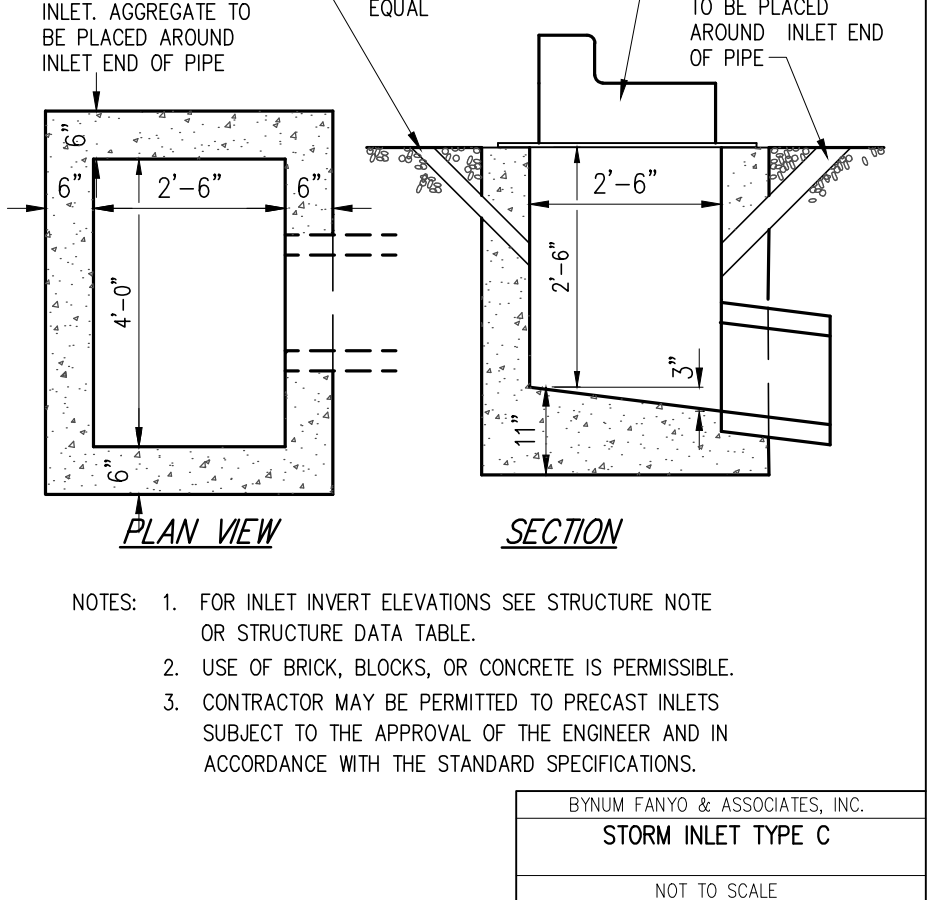 INLET. AGGREGATE TO
BE PLACED AROUND
INLET END OF PIPE
EQUAL
TO BE PLACED
AROUND INLET END
OF PIPE
6"
6"
2'-6"
6"
4'-0"
6"
2'-6"
2'-6"
3"
11"
PLAN VIEW
SECTION
NOTES: 1. FOR INLET INVERT ELEVATIONS SEE STRUCTURE NOTE
OR STRUCTURE DATA TABLE.
2. USE OF BRICK, BLOCKS, OR CONCRETE IS PERMISSIBLE.
3. CONTRACTOR MAY BE PERMITTED TO PRECAST INLETS
SUBJECT TO THE APPROVAL OF THE ENGINEER AND IN
ACCORDANCE WITH THE STANDARD SPECIFICATIONS.
BYNUM FANYO & ASSOCIATES, INC.
STORM INLET TYPE C
NOT TO SCALE